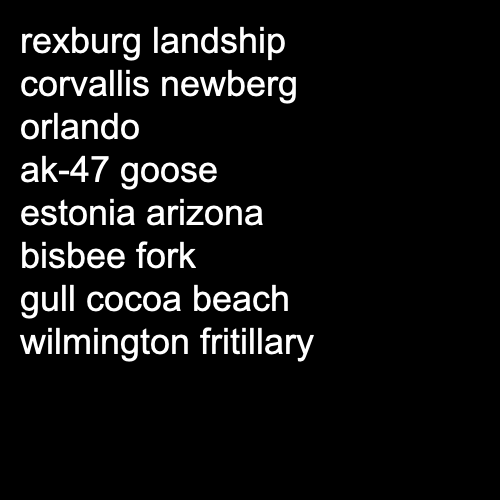 rexburg landship
corvallis newberg
orlando
ak-47 goose
estonia arizona
bisbee fork
gull cocoa beach
wilmington fritillary